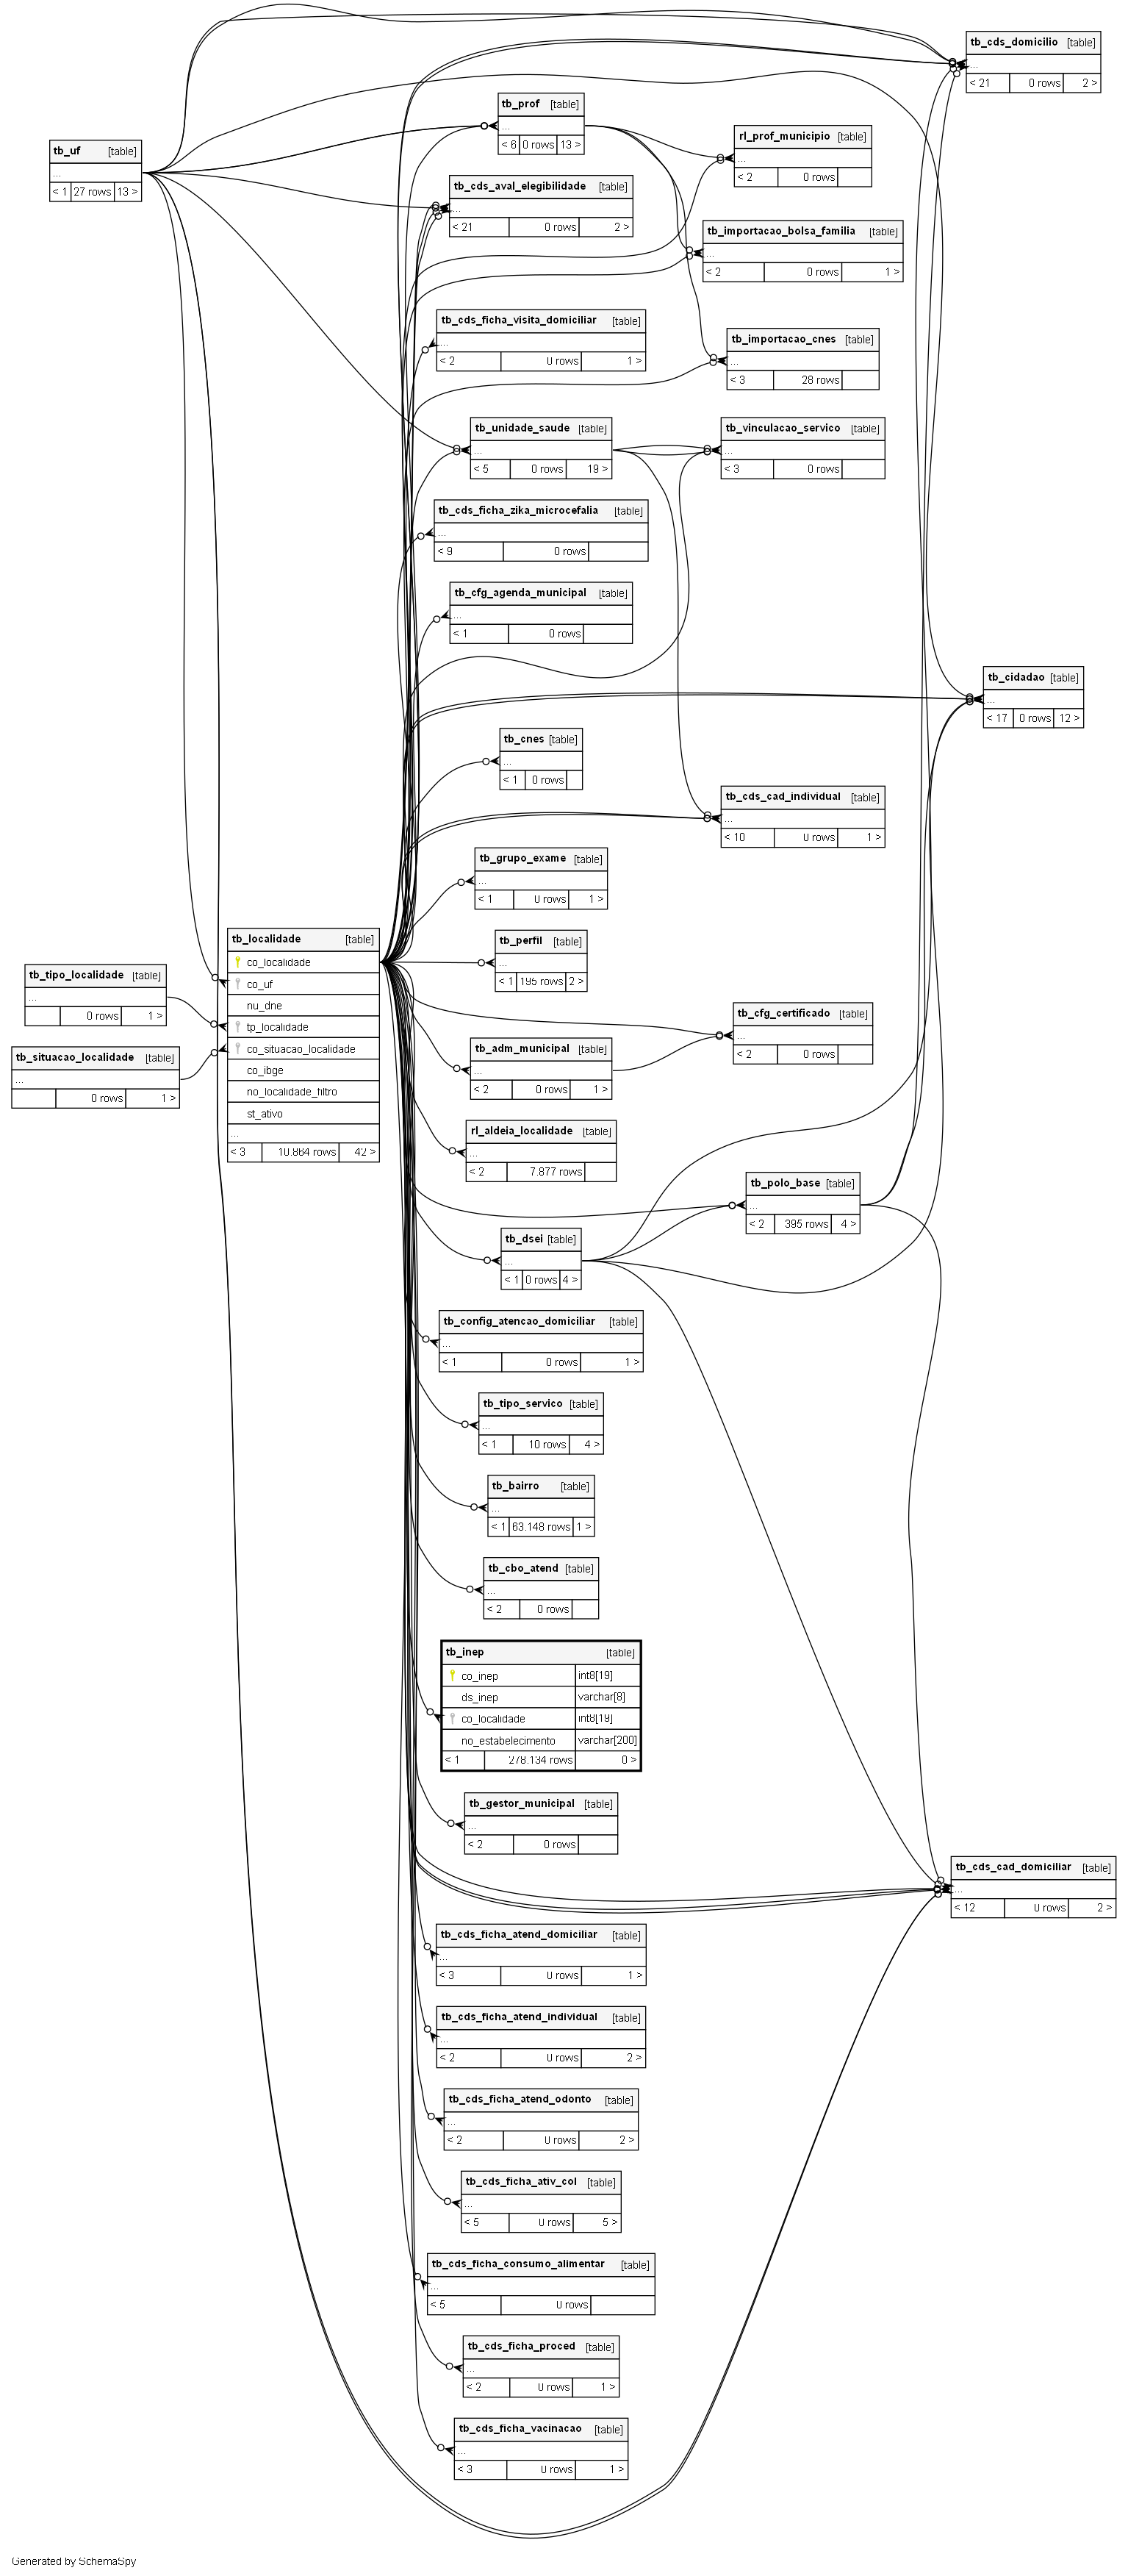 tb_cds_domicilio [table]
...
< 21 0 rows 2 >
tb_prof [table]
...
< 6 0 rows 13 >
rl_prof_municipio [table]
...
< 2 0 rows
tb_uf [table]
...
< 1 27 rows 13 >
tb_cds_aval_elegibilidade [table]
...
< 21 0 rows 2 >
tb_importacao_bolsa_familia [table]
...
< 2 0 rows 1 >
tb_cds_ficha_visita_domiciliar [table]
...
< 2 0 rows 1 >
tb_importacao_cnes [table]
...
< 3 28 rows
tb_unidade_saude [table]
...
< 5 0 rows 19 >
tb_vinculacao_servico [table]
...
< 3 0 rows
tb_cds_ficha_zika_microcefalia [table]
...
< 9 0 rows
tb_cfg_agenda_municipal [table]
...
< 1 0 rows
tb_cidadao [table]
...
< 17 0 rows 12 >
tb_cnes [table]
...
< 1 0 rows
tb_cds_cad_individual [table]
...
< 10 0 rows 1 >
tb_grupo_exame [table]
...
< 1 0 rows 1 >
tb_perfil [table]
...
< 1 195 rows 2 >
tb_localidade [table]
co_localidade
co_uf
nu_dne
tp_localidade
co_situacao_localidade
co_ibge
no_localidade_filtro
st_ativo
...
< 3 10.864 rows 42 >
tb_tipo_localidade [table]
...
0 rows 1 >
tb_situacao_localidade [table]
...
0 rows 1 >
tb_cfg_certificado [table]
...
< 2 0 rows
tb_adm_municipal [table]
...
< 2 0 rows 1 >
rl_aldeia_localidade [table]
...
< 2 7.877 rows
tb_polo_base [table]
...
< 2 395 rows 4 >
tb_dsei [table]
...
< 1 0 rows 4 >
tb_config_atencao_domiciliar [table]
...
< 1 0 rows 1 >
tb_tipo_servico [table]
...
< 1 10 rows 4 >
tb_bairro [table]
...
< 1 63.148 rows 1 >
tb_cbo_atend [table]
...
< 2 0 rows
tb_inep [table]
co_inep int8[19]
ds_inep varchar[8]
co_localidade int8[19]
no_estabelecimento varchar[200]
< 1 278.134 rows 0 >
tb_gestor_municipal [table]
...
< 2 0 rows
tb_cds_cad_domiciliar [table]
...
< 12 0 rows 2 >
tb_cds_ficha_atend_domiciliar [table]
...
< 3 0 rows 1 >
tb_cds_ficha_atend_individual [table]
...
< 2 0 rows 2 >
tb_cds_ficha_atend_odonto [table]
...
< 2 0 rows 2 >
tb_cds_ficha_ativ_col [table]
...
< 5 0 rows 5 >
tb_cds_ficha_consumo_alimentar [table]
...
< 5 0 rows
tb_cds_ficha_proced [table]
...
< 2 0 rows 1 >
tb_cds_ficha_vacinacao [table]
...
< 3 0 rows 1 >
Generated by SchemaSpy